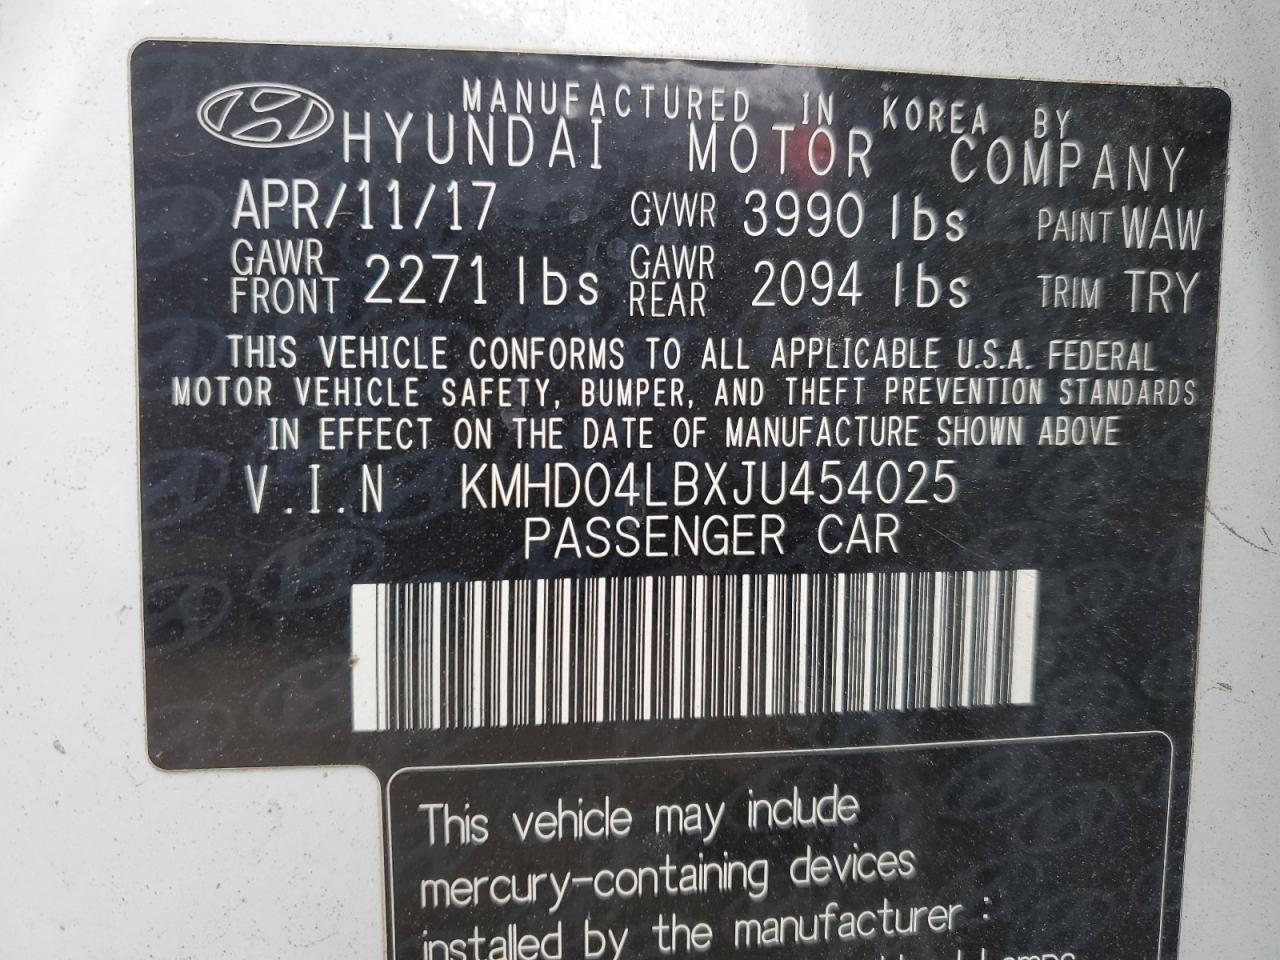 MANUFACTURED IN KOREA BY
HYUNDAI MOTOR COMPANY
APR/11/17 GVWR 3990 lbs PAINT WAW
GAWR FRONT 2271 lbs GAWR REAR 2094 lbs TRIM TRY
THIS VEHICLE CONFORMS TO ALL APPLICABLE U.S.A. FEDERAL
MOTOR VEHICLE SAFETY, BUMPER, AND THEFT PREVENTION STANDARDS
IN EFFECT ON THE DATE OF MANUFACTURE SHOWN ABOVE
V.I.N KMHD04LBXJU454025
PASSENGER CAR
This vehicle may include
mercury-containing devices
installed by the manufacturer :